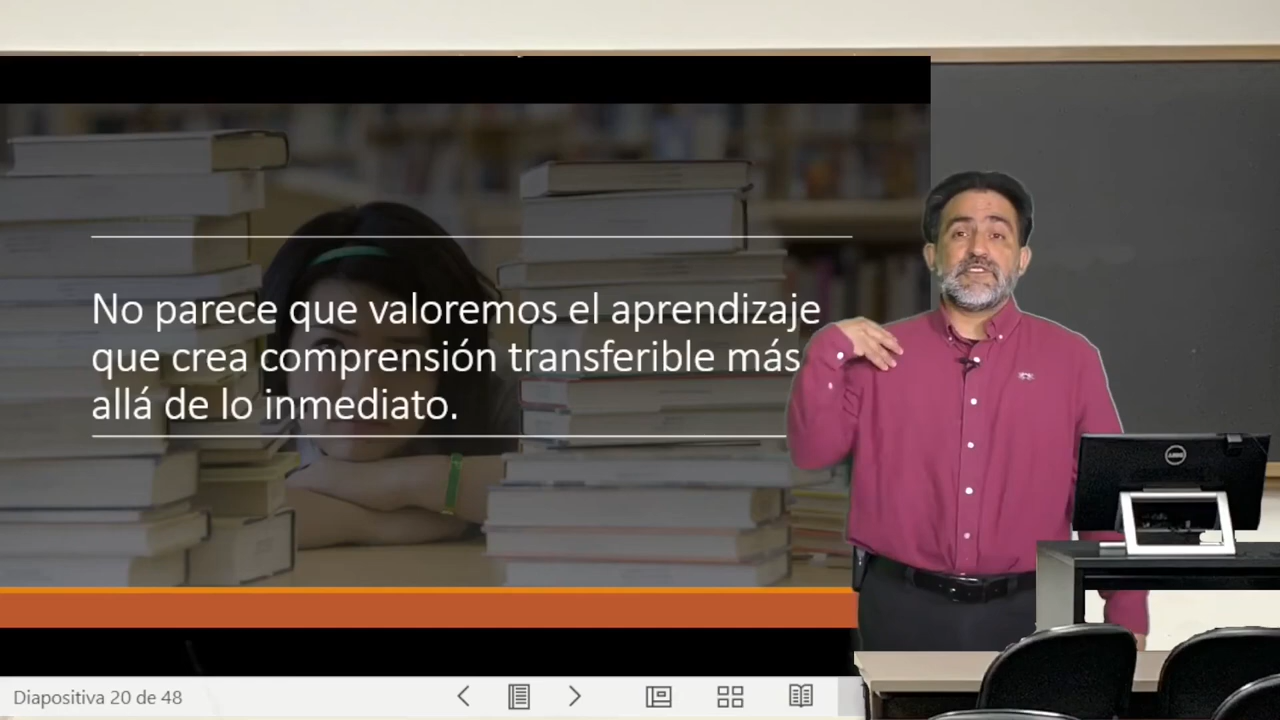 No parece que valoremos el aprendizaje
que crea comprensión transferible más
allá de lo inmediato.
Diapositiva 20 de 48